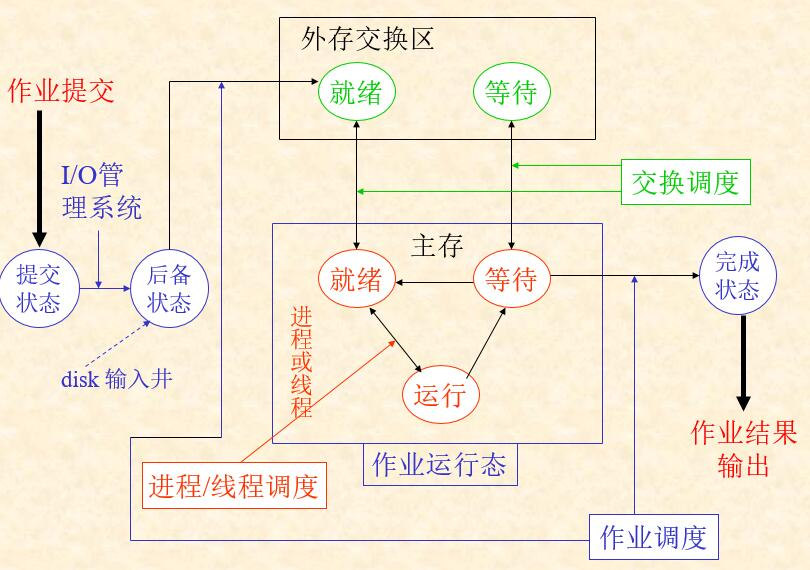 外存交换区
就绪
等待
作业提交
I/O管
理系统
交换调度
主存
提交
状态
后备
状态
就绪
等待
完成
状态
进程或线程
disk 输入井
运行
作业结果
输出
作业运行态
进程/线程调度
作业调度